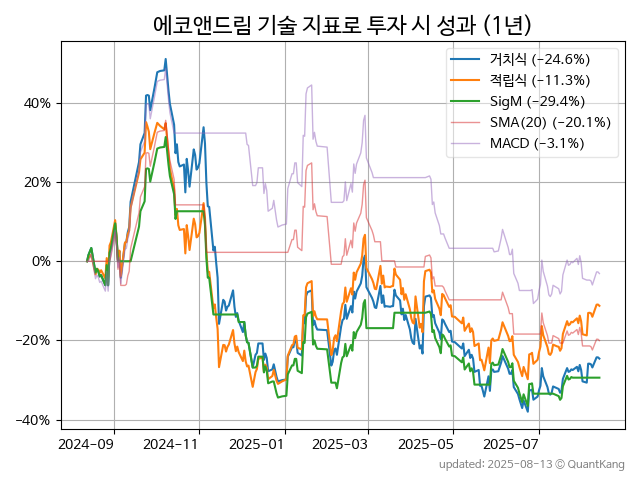 에코앤드림 기술 지표로 투자 시 성과 (1년)
거치식 (−24.6%)
적립식 (−11.3%)
SigM (−29.4%)
SMA(20) (−20.1%)
MACD (−3.1%)
40%
20%
0%
−20%
−40%
2024-09 2024-11 2025-01 2025-03 2025-05 2025-07
updated: 2025-08-13 © QuantKang